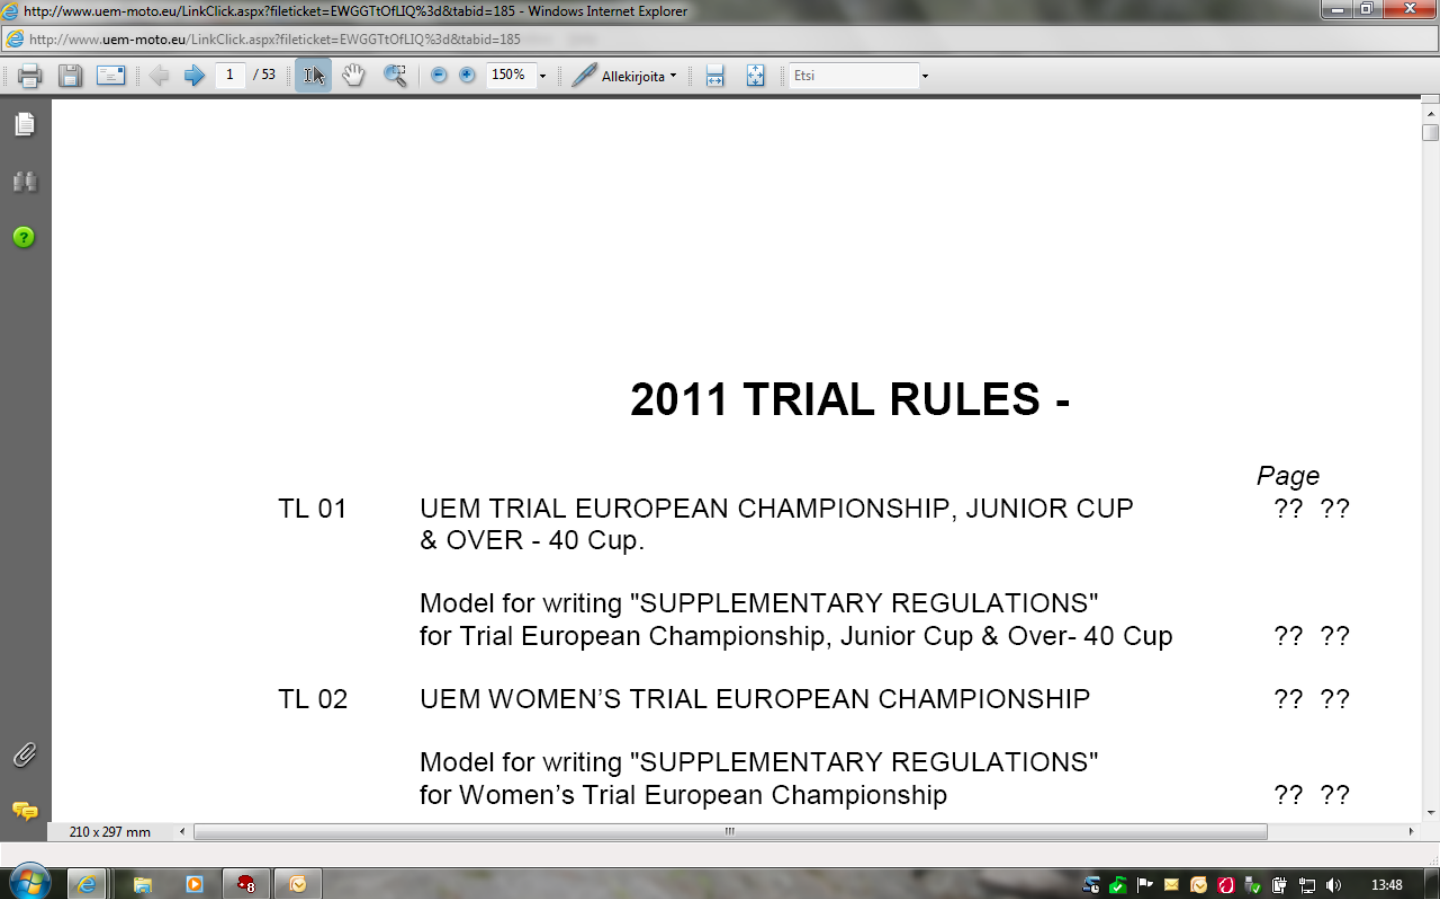 http://www.uem-moto.eu/LinkClick.aspx?fileticket=EWGGTtOfLIQ%3d&tabid=185 - Windows Internet Explorer
http://www.uem-moto.eu/LinkClick.aspx?fileticket=EWGGTtOfLIQ%3d&tabid=185
1 / 53 150% Allekirjoita Etsi
2011 TRIAL RULES -
Page
TL 01 UEM TRIAL EUROPEAN CHAMPIONSHIP, JUNIOR CUP ?? ??
& OVER - 40 Cup.
Model for writing "SUPPLEMENTARY REGULATIONS"
for Trial European Championship, Junior Cup & Over- 40 Cup ?? ??
TL 02 UEM WOMEN’S TRIAL EUROPEAN CHAMPIONSHIP ?? ??
Model for writing "SUPPLEMENTARY REGULATIONS"
for Women’s Trial European Championship ?? ??
210 x 297 mm
8
13:48